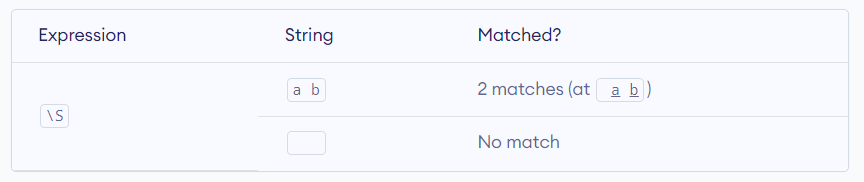 Expression String Matched?
\S a b 2 matches (at a b)
No match